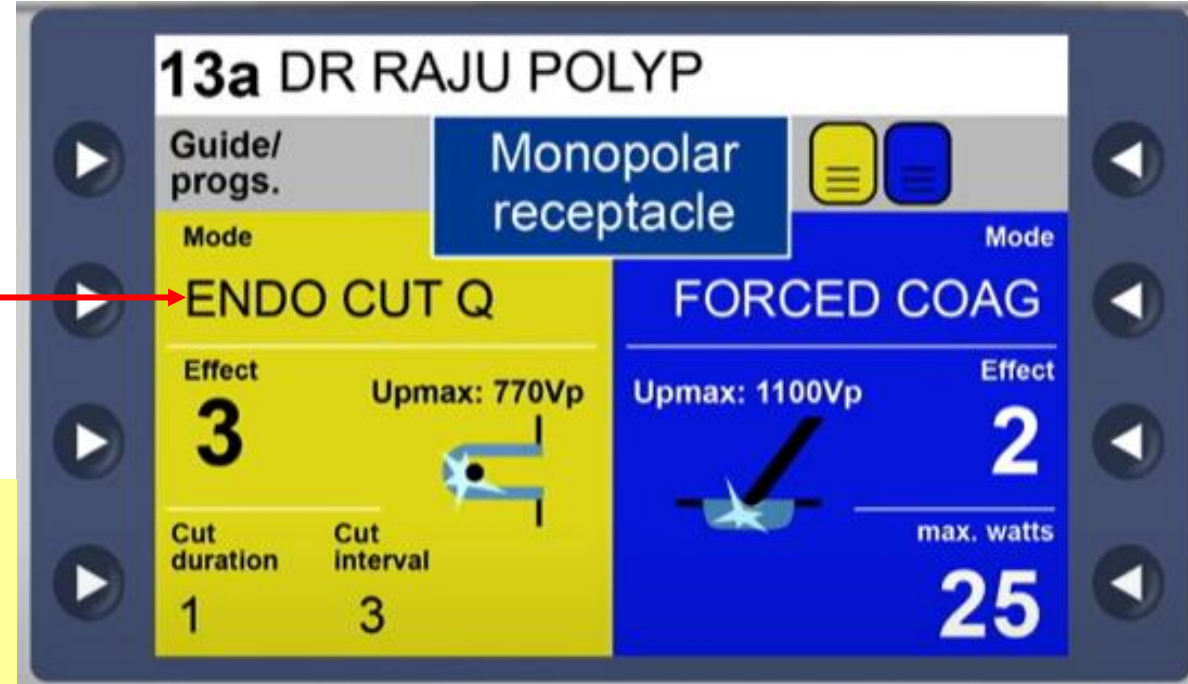 13a DR RAJU POLYP
Guide/
progs.
Monopolar
receptacle
Mode
ENDO CUT Q
Effect
3
Upmax: 770Vp
Cut
duration
1
Cut
interval
3
Mode
FORCED COAG
Upmax: 1100Vp
Effect
2
max. watts
25